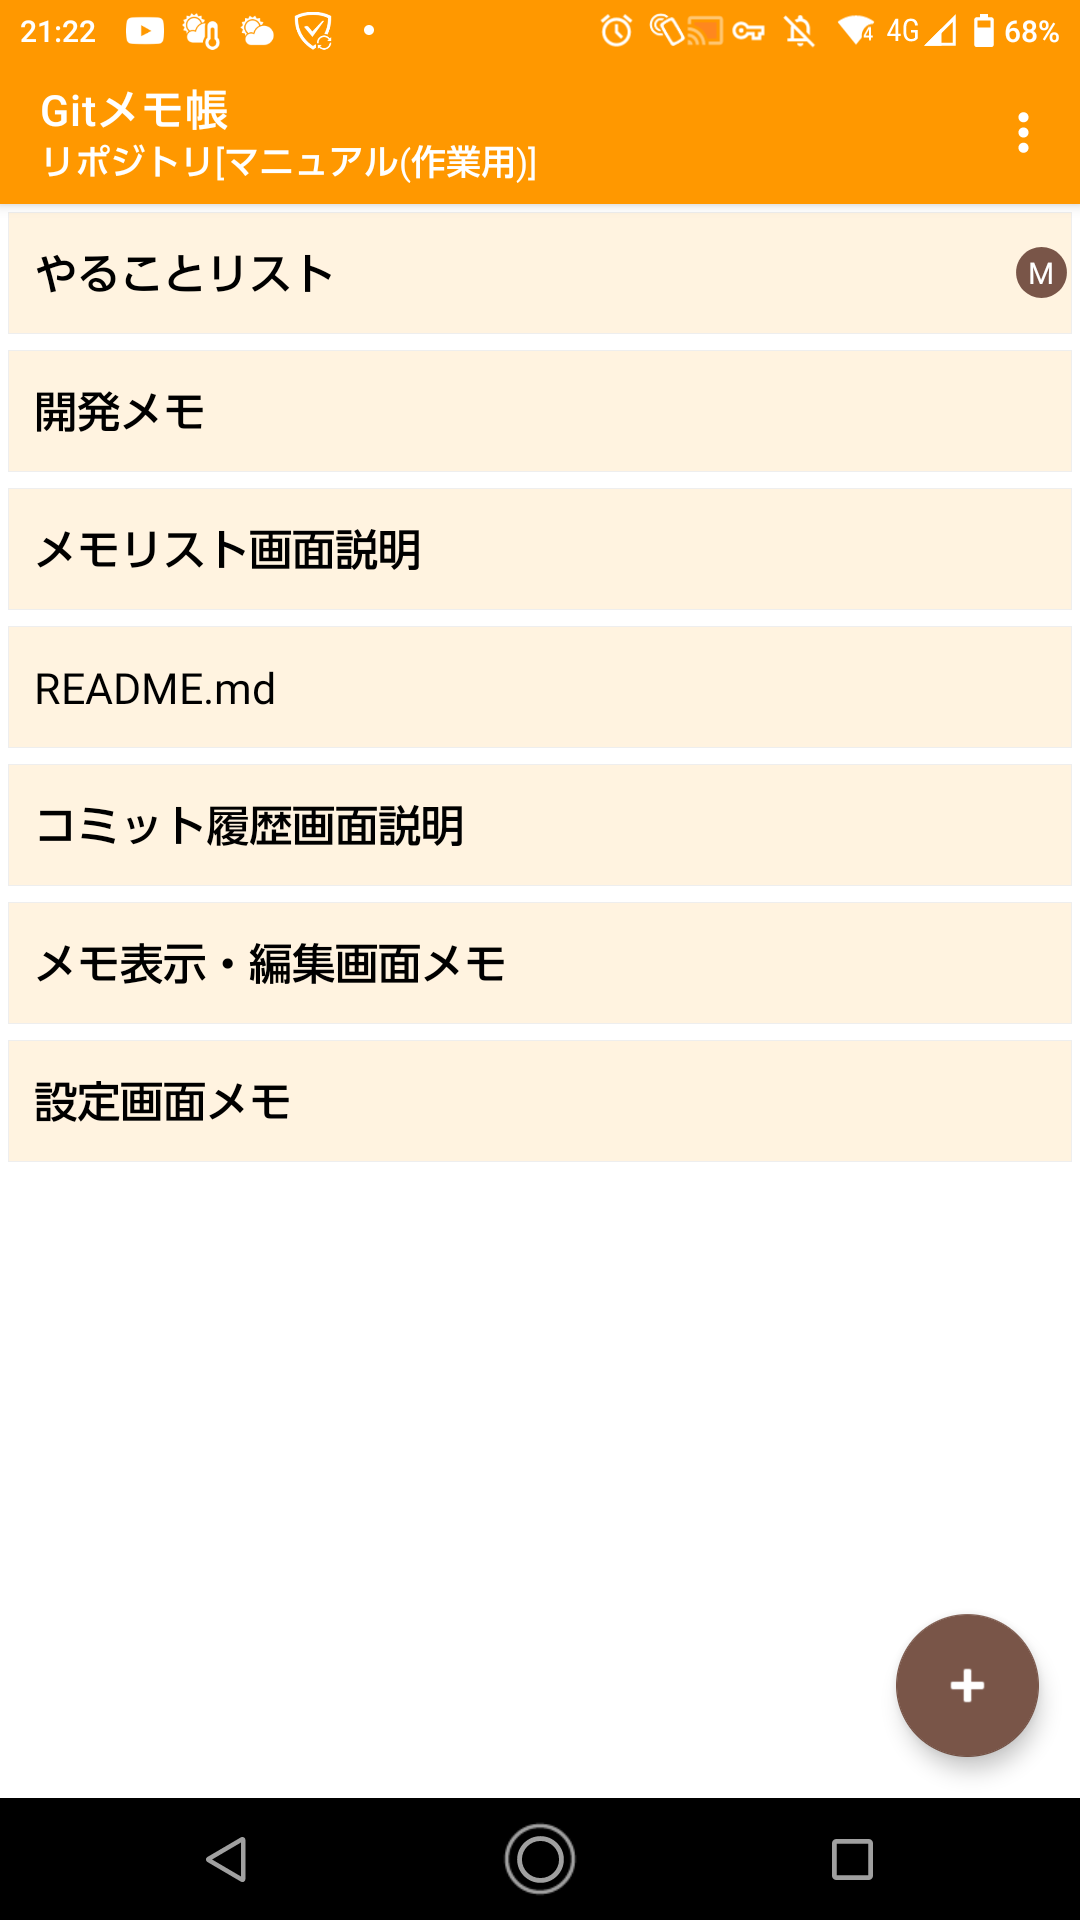 21:22 4G 68%
Gitメモ帳
リポジトリ[マニュアル(作業用)]
やることリスト M
開発メモ
メモリスト画面説明
README.md
コミット履歴画面説明
メモ表示・編集画面メモ
設定画面メモ